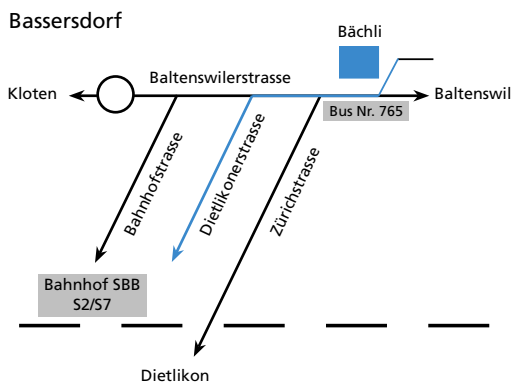 Bassersdorf
Bächli
Baltenswilerstrasse
Kloten
Baltenswil
Bus Nr. 765
Bahnhofstrasse
Dietlikonerstrasse
Zürichstrasse
Bahnhof SBB
S2/S7
Dietlikon